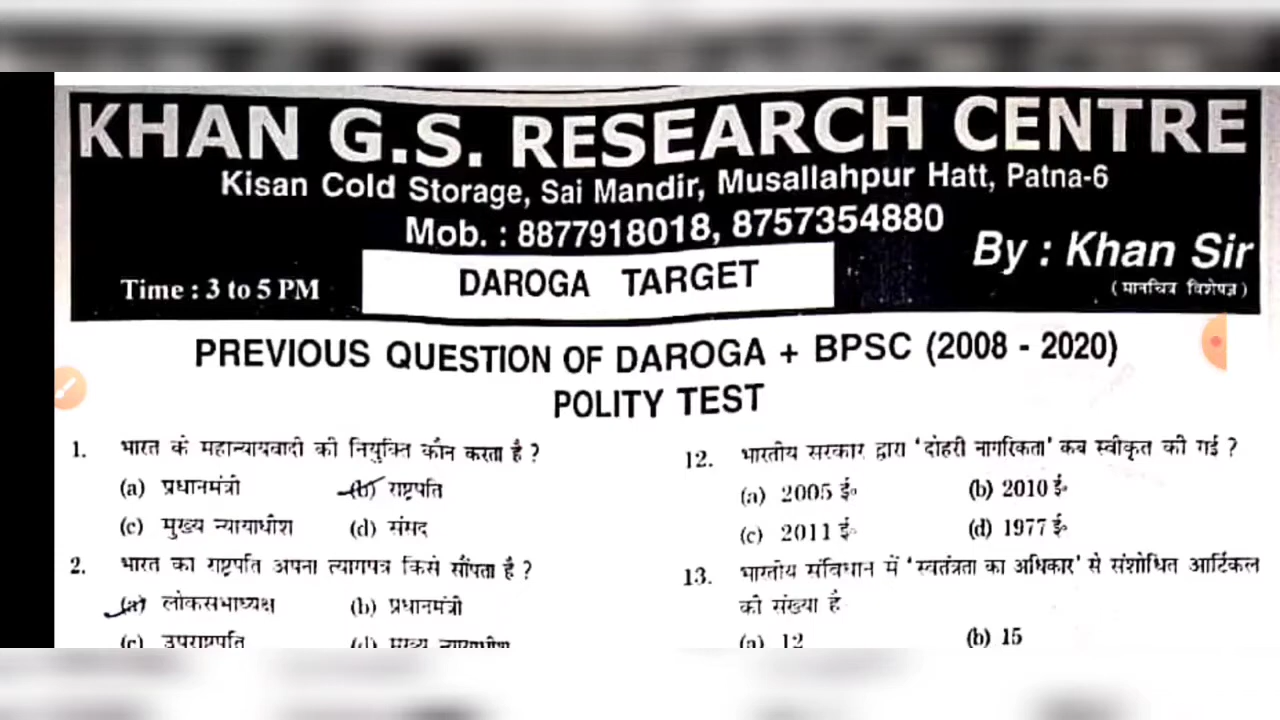 KHAN G.S. RESEARCH CENTRE
Kisan Cold Storage, Sai Mandir, Musallahpur Hatt, Patna-6
Mob. : 8877918018, 8757354880
By : Khan Sir
(मानचित्र विशेषज्ञ)
Time : 3 to 5 PM
DAROGA TARGET
PREVIOUS QUESTION OF DAROGA + BPSC (2008 - 2020)
POLITY TEST
1. भारत के महान्यायवादी की नियुक्ति कौन करता है ?
(a) प्रधानमंत्री (b) राष्ट्रपति
(c) मुख्य न्यायाधीश (d) संसद
2. भारत का राष्ट्रपति अपना त्यागपत्र किसे सौंपता है ?
(a) लोकसभाध्यक्ष (b) प्रधानमंत्री
(c) उपराष्ट्रपति (d) मुख्य न्यायाधीश
12. भारतीय सरकार द्वारा 'दोहरी नागरिकता' कब स्वीकृत की गई ?
(a) 2005 ई॰ (b) 2010 ई॰
(c) 2011 ई॰ (d) 1977 ई॰
13. भारतीय संविधान में 'स्वतंत्रता का अधिकार' से संशोधित आर्टिकल
की संख्या है
(a) 12 (b) 15